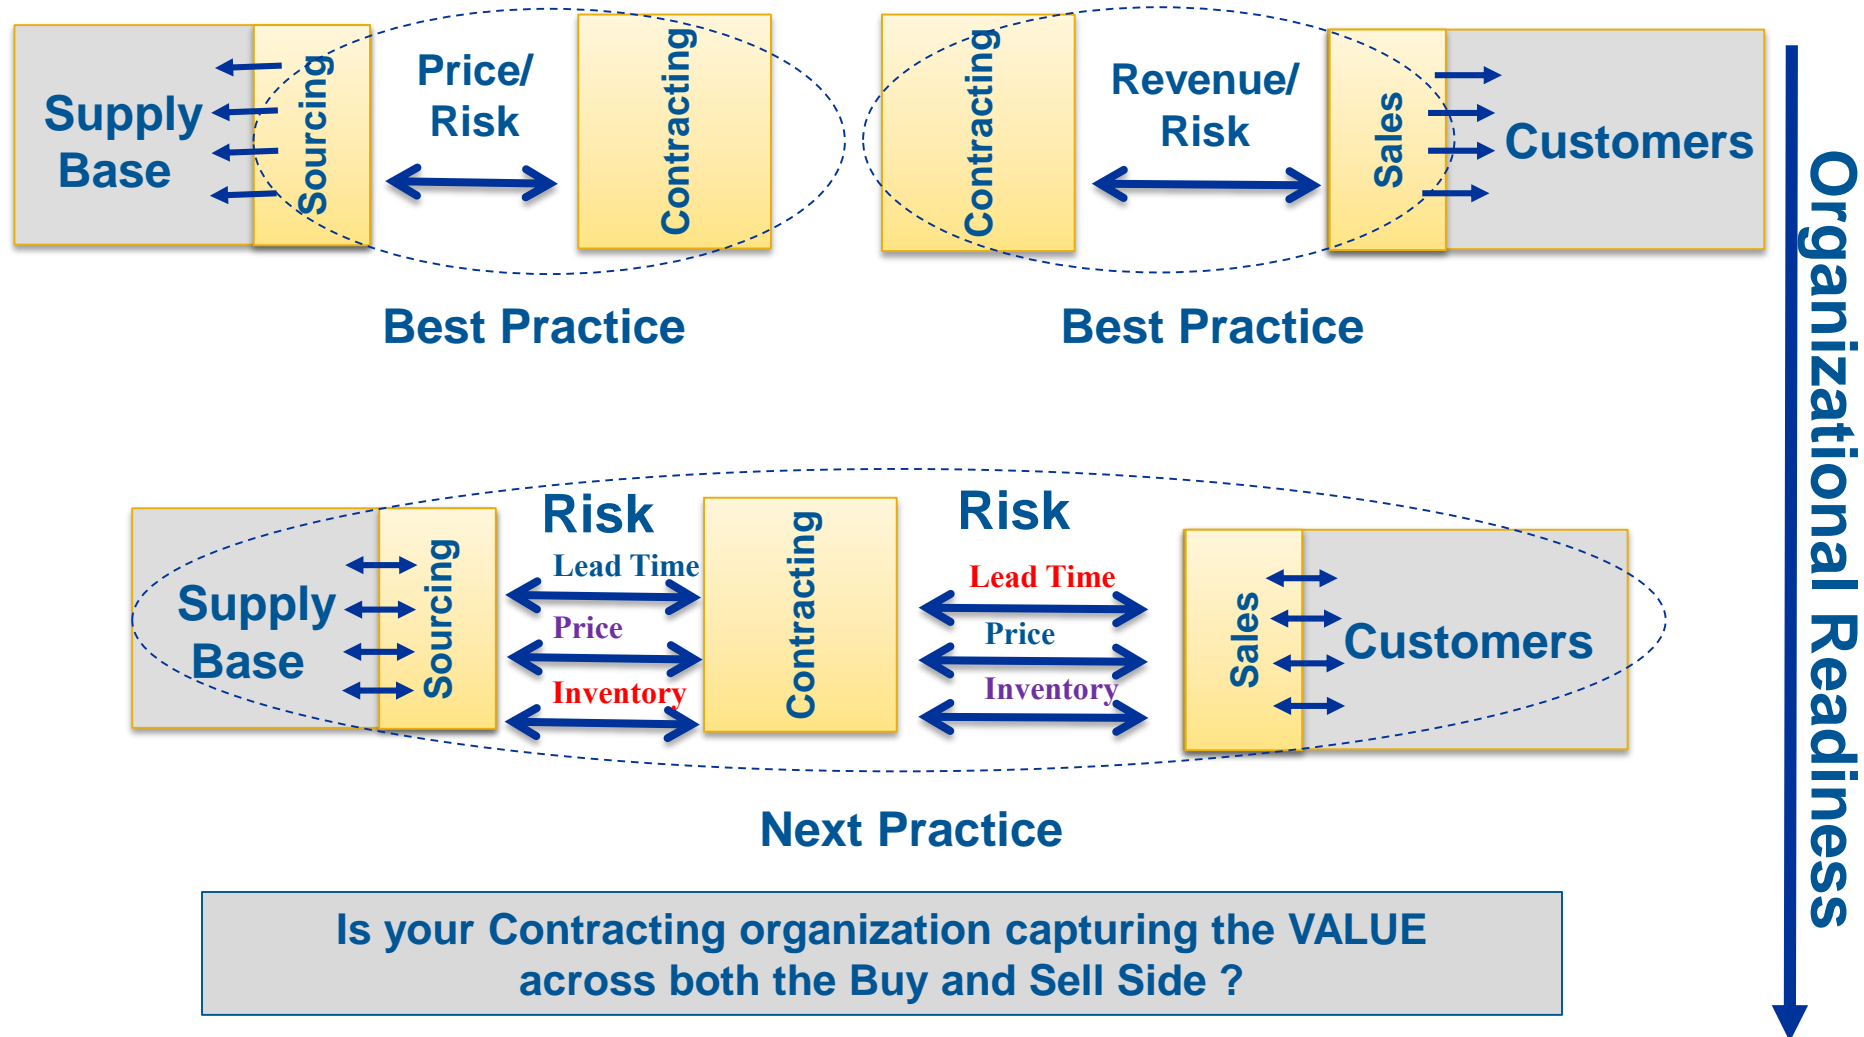 Supply
Base
Sourcing
Price/
Risk
Contracting
Best Practice
Contracting
Revenue/
Risk
Sales
Customers
Best Practice
Organizational Readiness
Supply
Base
Sourcing
Risk
Lead Time
Price
Inventory
Contracting
Risk
Lead Time
Price
Inventory
Sales
Customers
Next Practice
Is your Contracting organization capturing the VALUE
across both the Buy and Sell Side ?